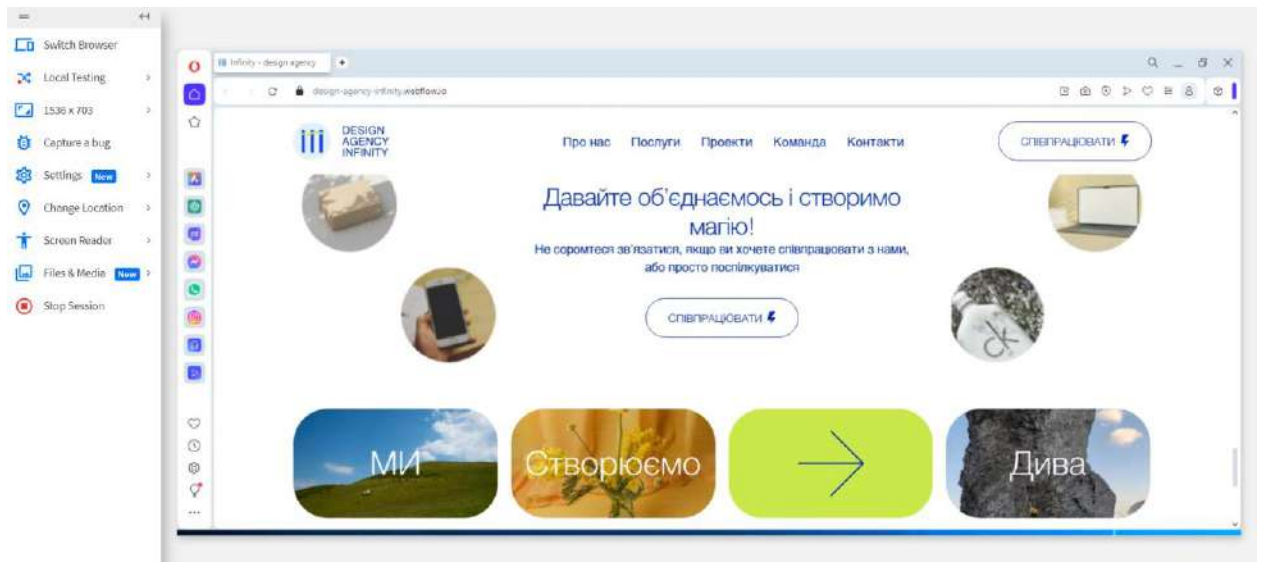 Switch Browser
Local Testing
1536 x 703
Capture a bug
Settings New
Change Location
Screen Reader
Files & Media New
Stop Session
Infinity - design agency
design-agency-infinity.webflow.io
DESIGN
AGENCY
INFINITY
Про нас Послуги Проекти Команда Контакти
СПІВПРАЦЮВАТИ
Давайте об'єднаємось і створимо
магію!
Не соромтеся зв'язатися, якщо ви хочете співпрацювати з нами,
або просто поспілкуватися
СПІВПРАЦЮВАТИ
ck
МИ
Створюємо
Дива